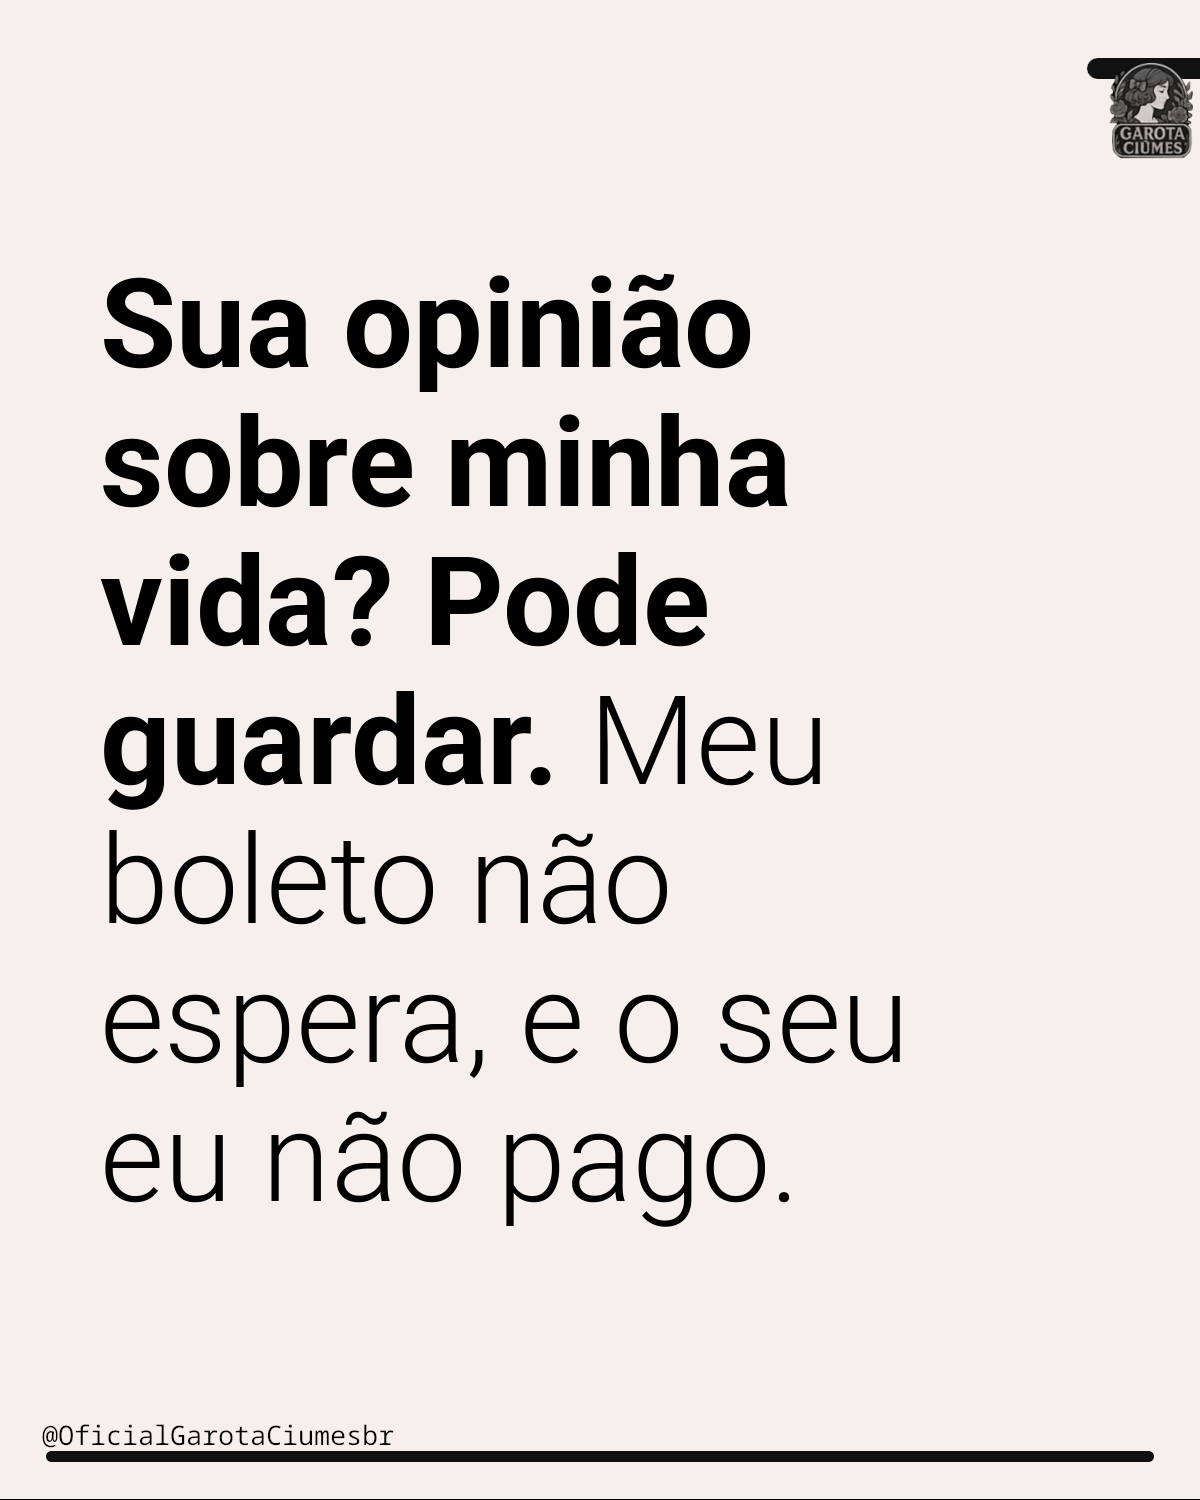 GAROTA
CIÚMES
Sua opinião
sobre minha
vida? Pode
guardar. Meu
boleto não
espera, e o seu
eu não pago.
@OficialGarotaCiumesbr